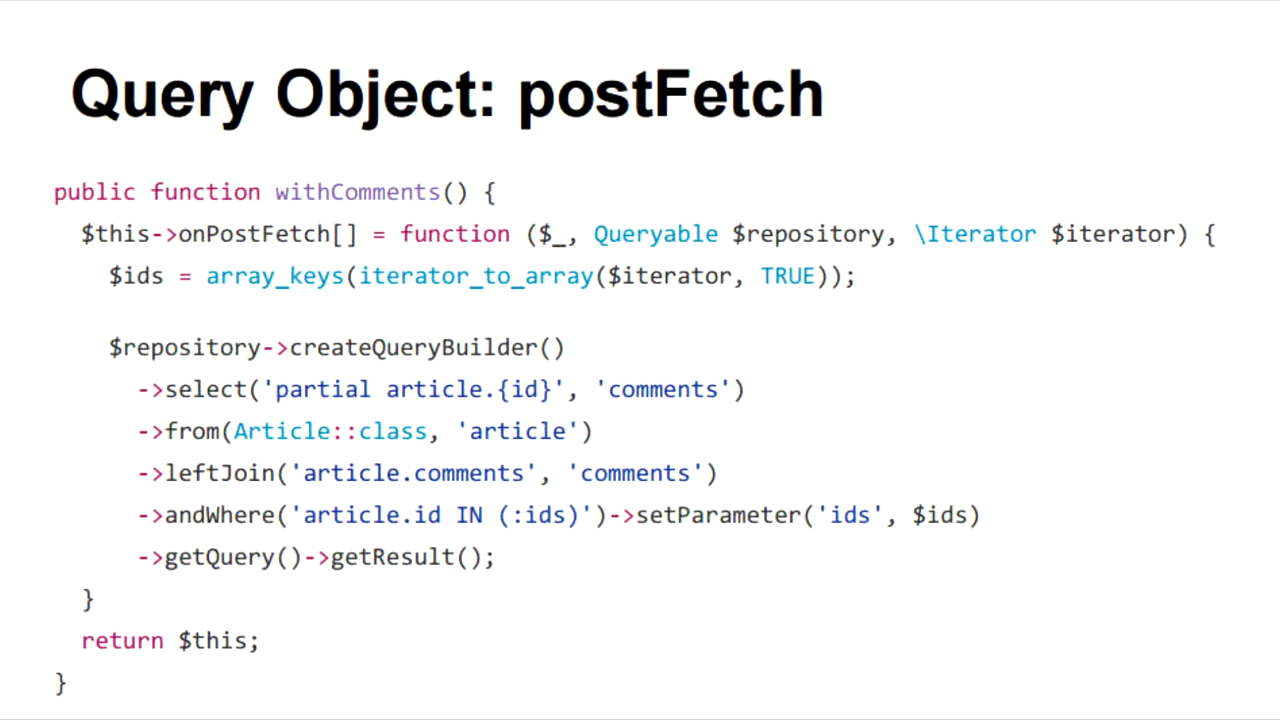 Query Object: postFetch
public function withComments() {
$this->onPostFetch[] = function ($_, Queryable $repository, \Iterator $iterator) {
$ids = array_keys(iterator_to_array($iterator, TRUE));
$repository->createQueryBuilder()
->select('partial article.{id}', 'comments')
->from(Article::class, 'article')
->leftJoin('article.comments', 'comments')
->andWhere('article.id IN (:ids)')->setParameter('ids', $ids)
->getQuery()->getResult();
}
return $this;
}